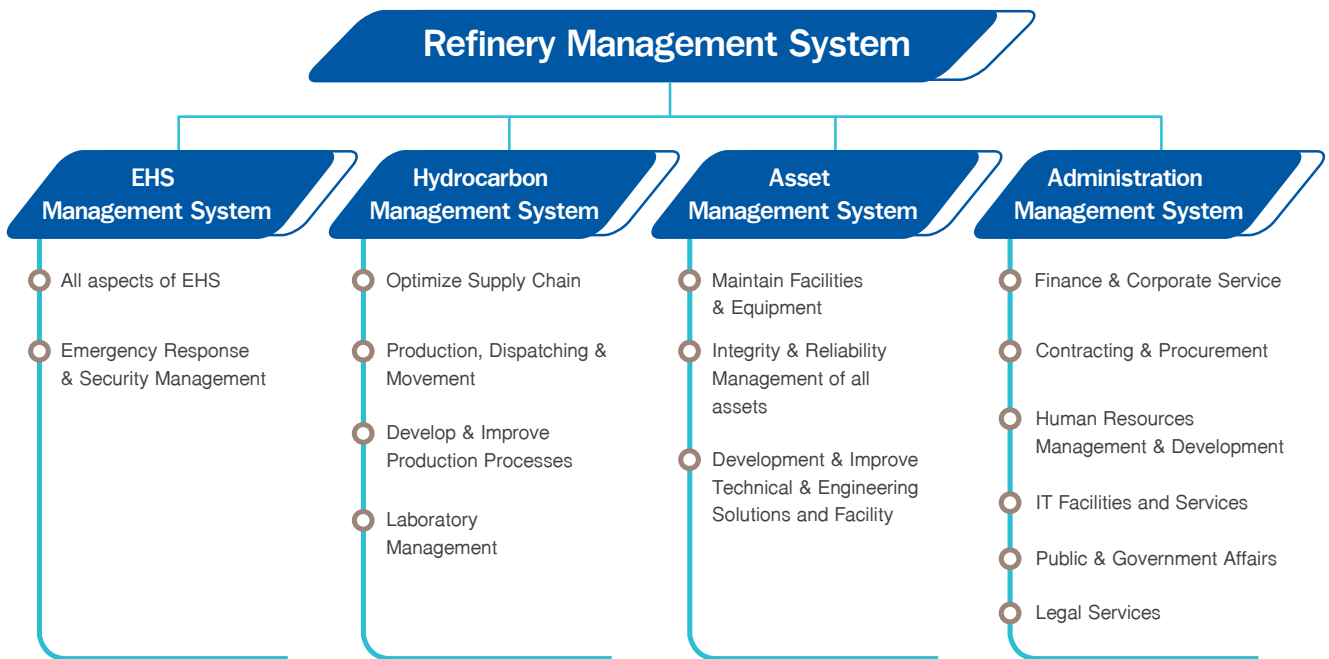 Refinery Management System
EHS
Management System
Hydrocarbon
Management System
Asset
Management System
Administration
Management System
All aspects of EHS
Emergency Response
& Security Management
Optimize Supply Chain
Production, Dispatching &
Movement
Develop & Improve
Production Processes
Laboratory
Management
Maintain Facilities
& Equipment
Integrity & Reliability
Management of all
assets
Development & Improve
Technical & Engineering
Solutions and Facility
Finance & Corporate Service
Contracting & Procurement
Human Resources
Management & Development
IT Facilities and Services
Public & Government Affairs
Legal Services